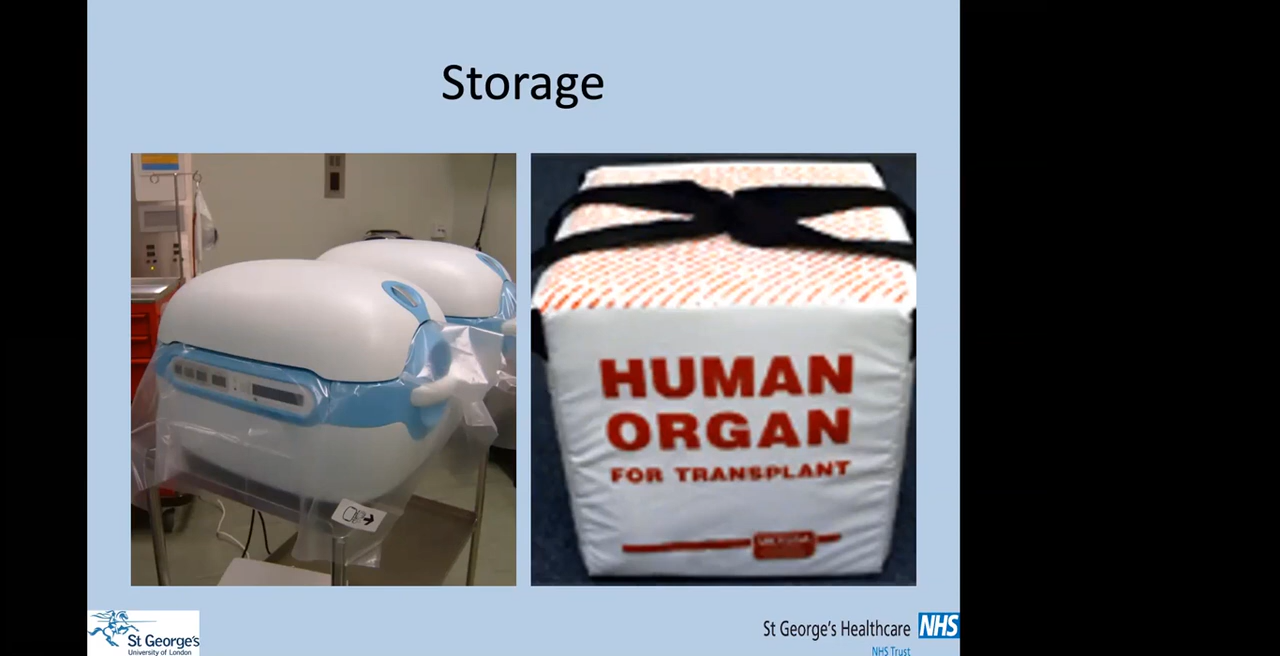 Storage
HUMAN
ORGAN
FOR TRANSPLANT
St George's
University of London
St George's Healthcare
NHS
NHS Trust